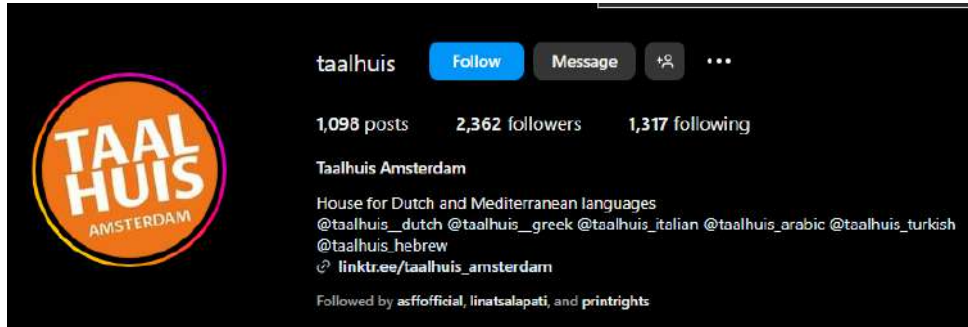 TAAL
HUIS
AMSTERDAM
taalhuis Follow Message
1,098 posts 2,362 followers 1,317 following
Taalhuis Amsterdam
House for Dutch and Mediterranean languages
@taalhuis__dutch @taalhuis__greek @taalhuis_italian @taalhuis_arabic @taalhuis_turkish
@taalhuis_hebrew
linktr.ee/taalhuis_amsterdam
Followed by asffofficial, linatsalapati, and printrights